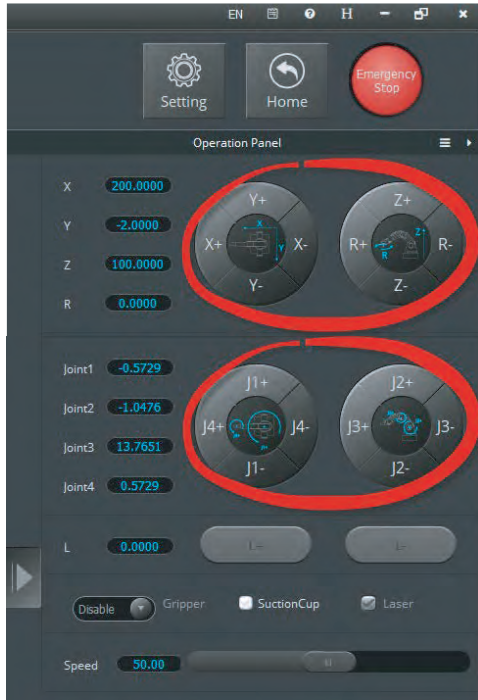 EN H
Setting Home Emergency Stop
Operation Panel
X 200.0000
Y -2.0000
Z 100.0000
R 0.0000
Y+
X+ X-
Y-
X
Y
Z+
R+ R-
Z-
Z
R
Joint1 -0.5729
Joint2 -1.0476
Joint3 13.7651
Joint4 0.5729
J1+
J4+ J4-
J1-
J2+
J3+ J3-
J2-
L 0.0000 L+ L-
Disable Gripper SuctionCup Laser
Speed 50.00